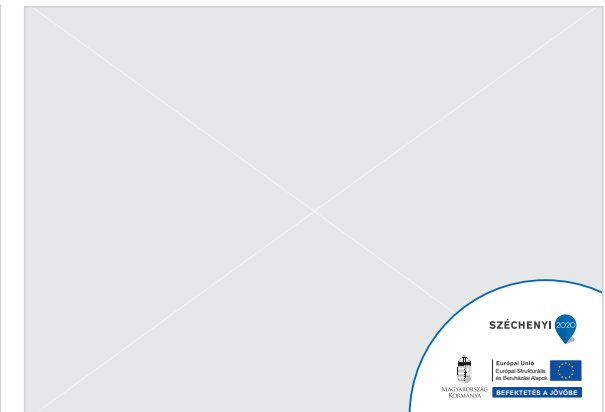 SZÉCHENYI 2020
Európai Unió
Európai Strukturális
és Beruházási Alapok
MAGYARORSZÁG
KORMÁNYA
BEFEKTETÉS A JÖVŐBE